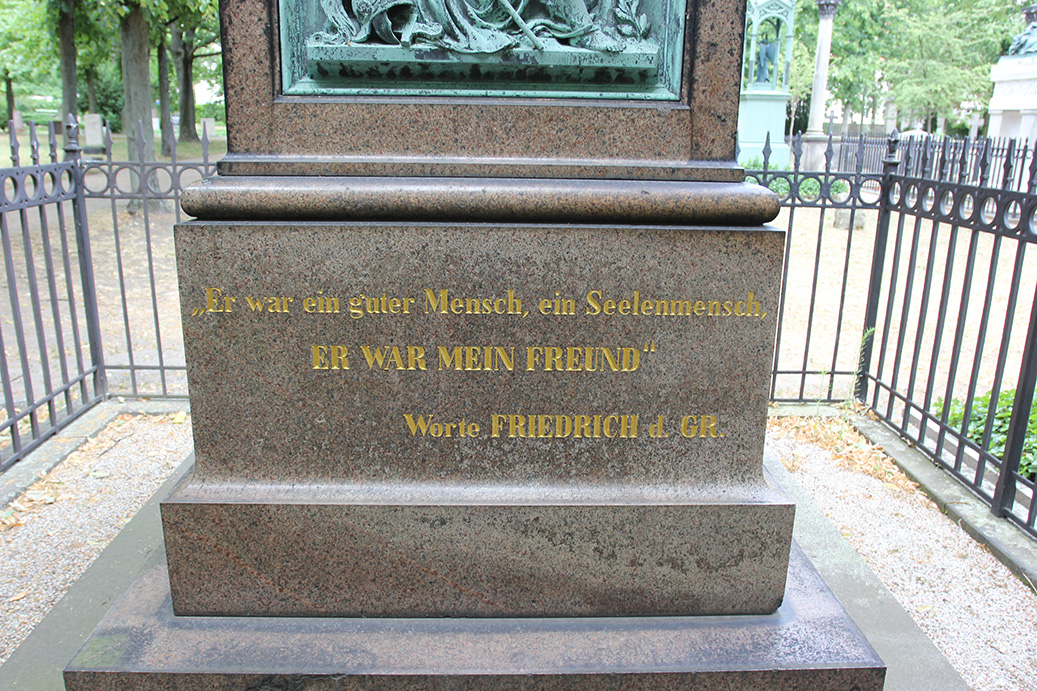 „Er war ein guter Mensch, ein Seelenmensch,
ER WAR MEIN FREUND“
Worte FRIEDRICH d. GR.